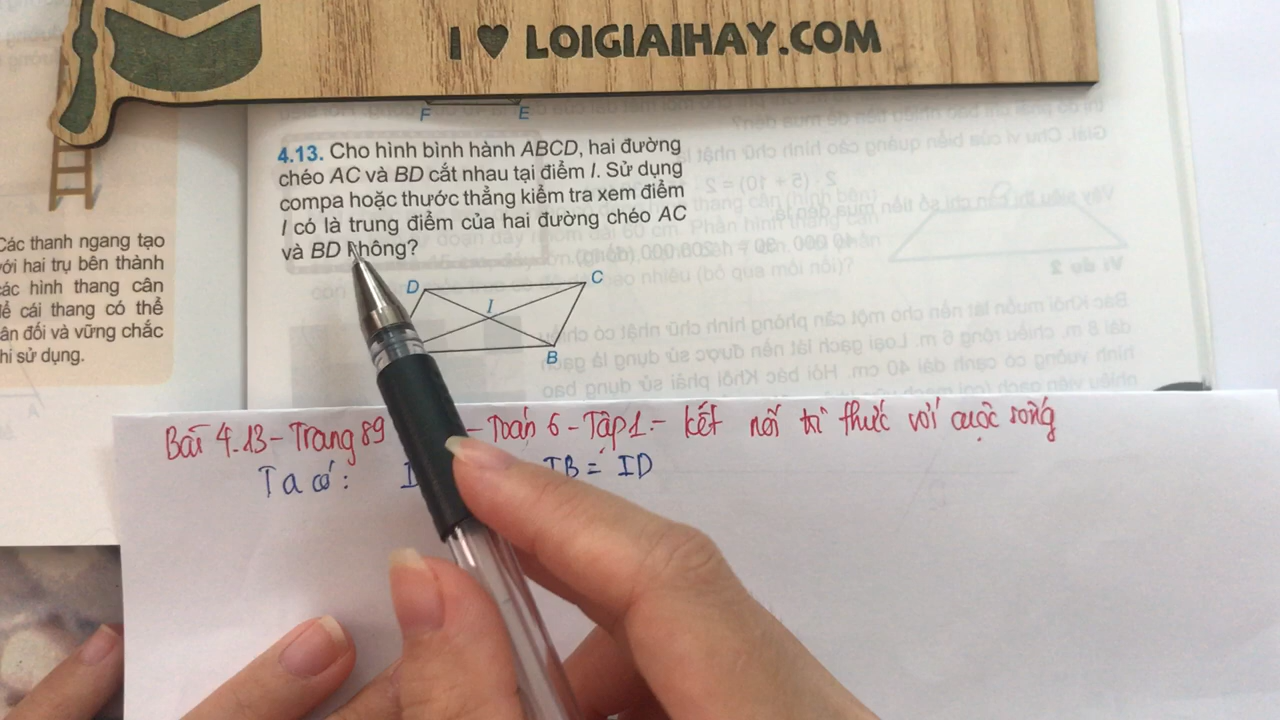 I ♥ LOIGIAIHAY.COM
F E
4.13. Cho hình bình hành ABCD, hai đường
chéo AC và BD cắt nhau tại điểm I. Sử dụng
compa hoặc thước thẳng kiểm tra xem điểm
I có là trung điểm của hai đường chéo AC
và BD không?
D C
I
B
Các thanh ngang tạo
với hai trụ bên thành
các hình thang cân
để cái thang có thể
cân đối và vững chắc
khi sử dụng.
Bài 4.13 - Trang 89 - Toán 6 - Tập 1 - kết nối tri thức với cuộc sống
Ta có: I IB = ID